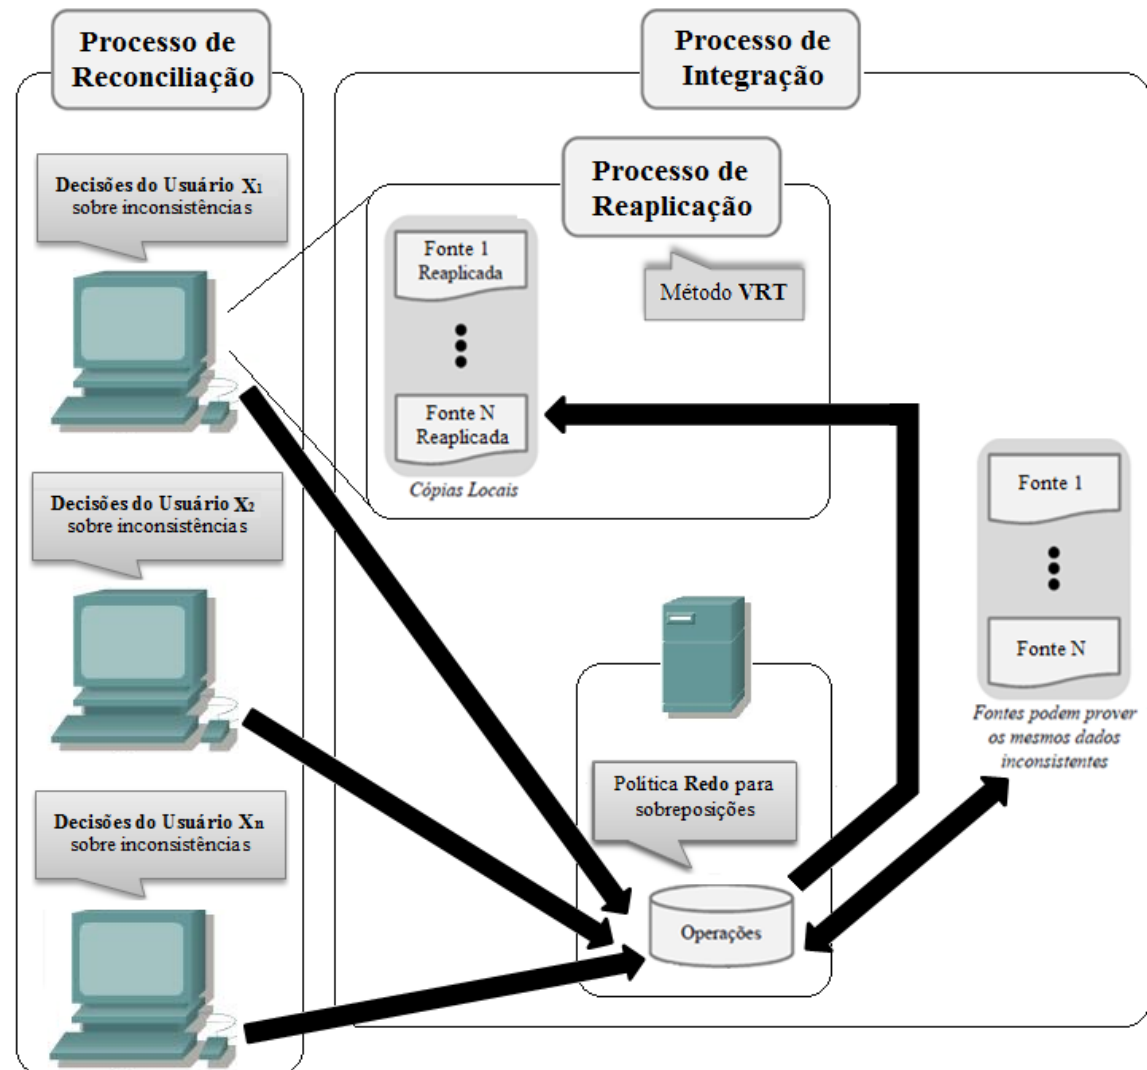 Processo de
Reconciliação
Processo de
Integração
Decisões do Usuário X1
sobre inconsistências
Processo de
Reaplicação
Método VRT
Fonte 1
Reaplicada
Fonte N
Reaplicada
Cópias Locais
Decisões do Usuário X2
sobre inconsistências
Fonte 1
Fonte N
Fontes podem prover
os mesmos dados
inconsistentes
Política Redo para
sobreposições
Decisões do Usuário Xn
sobre inconsistências
Operações